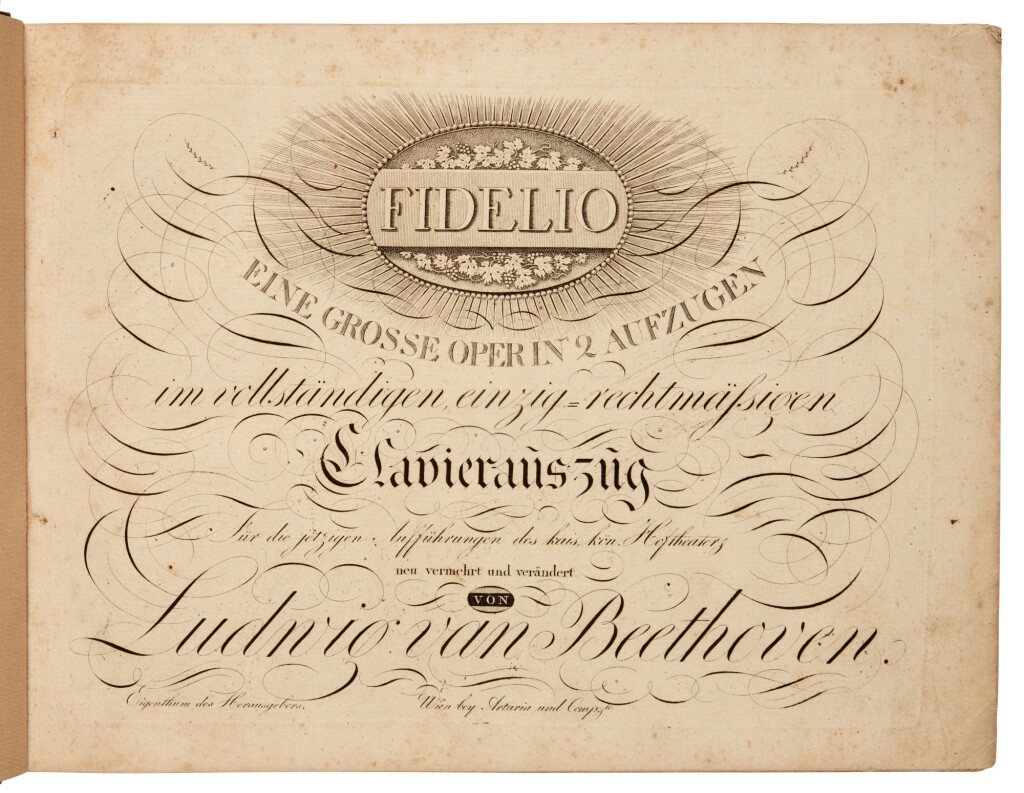 FIDELIO
EINE GROSSE OPER IN 2 AUFZUGEN
im vollständigen, einzig=rechtmäſsigen
Clavierauszug
Für die jetzigen Aufführungen des kais. kön. Hoftheaters
neu vermehrt und verändert
VON
Ludwig van Beethoven.
Eigenthum des Herausgebers.
Wien bey Artaria und Comp.